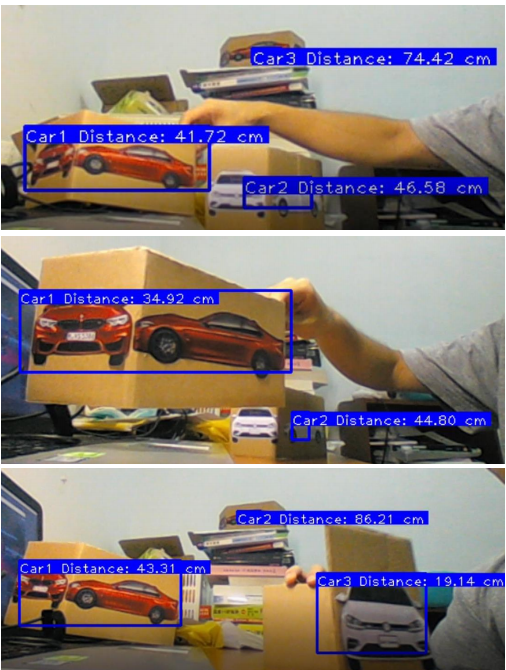 Car3 Distance: 74.42 cm
Car1 Distance: 41.72 cm
Car2 Distance: 46.58 cm
Car1 Distance: 34.92 cm
Car2 Distance: 44.80 cm
Car2 Distance: 86.21 cm
Car1 Distance: 43.31 cm
Car3 Distance: 19.14 cm